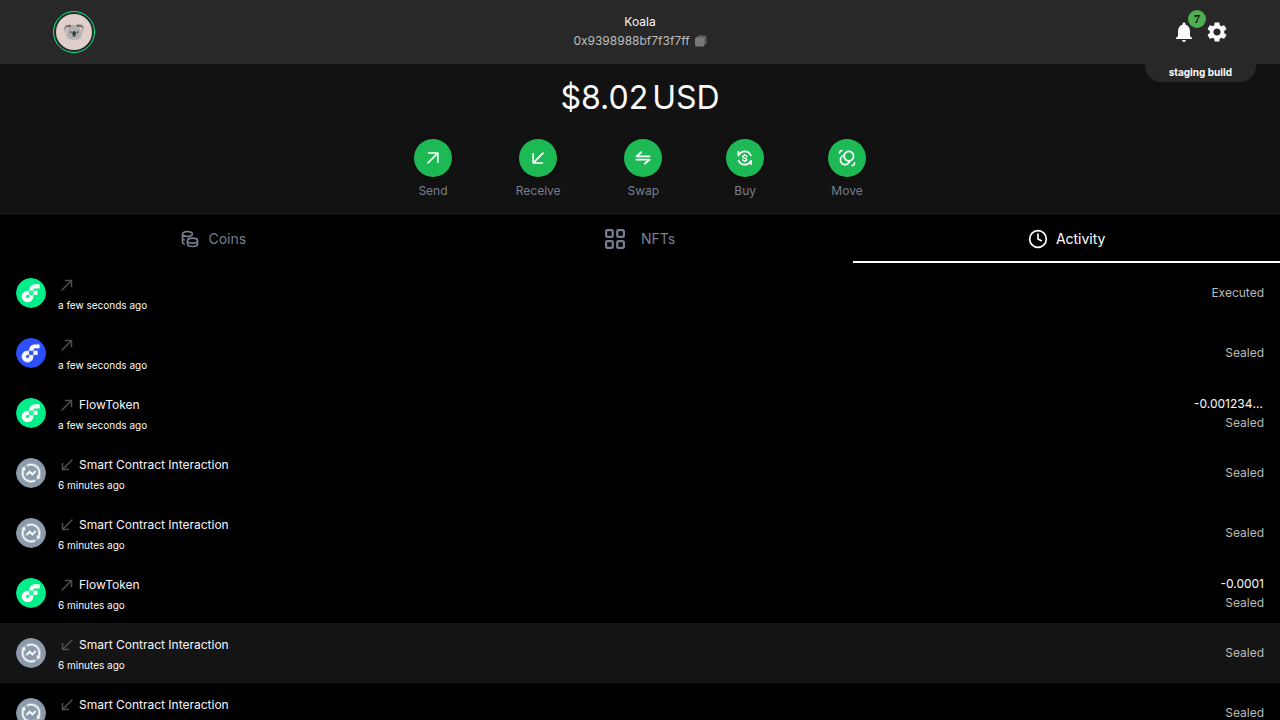 Koala
0x9398988bf7f3f7ff
7
staging build
$8.02 USD
Send
Receive
Swap
Buy
Move
Coins
NFTs
Activity
a few seconds ago
Executed
a few seconds ago
Sealed
FlowToken
-0.001234...
a few seconds ago
Sealed
Smart Contract Interaction
6 minutes ago
Sealed
Smart Contract Interaction
6 minutes ago
Sealed
FlowToken
-0.0001
6 minutes ago
Sealed
Smart Contract Interaction
6 minutes ago
Sealed
Smart Contract Interaction
Sealed